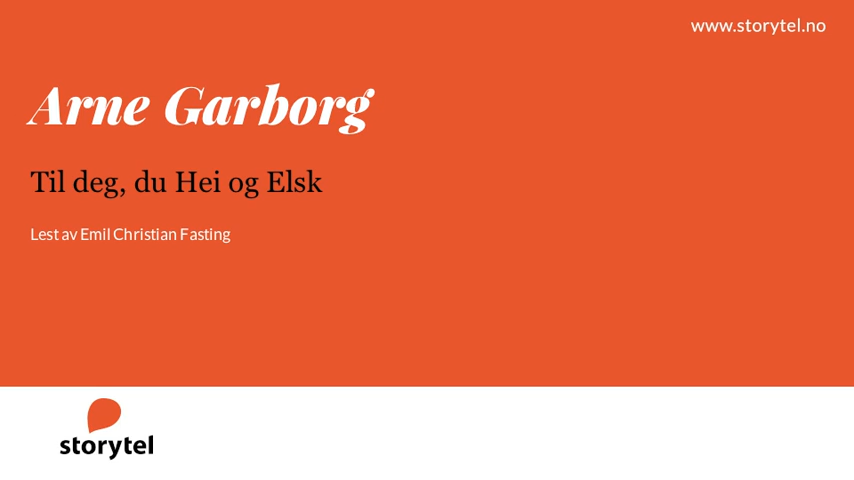 www.storytel.no
Arne Garborg
Til deg, du Hei og Elsk
Lest av Emil Christian Fasting
storytel